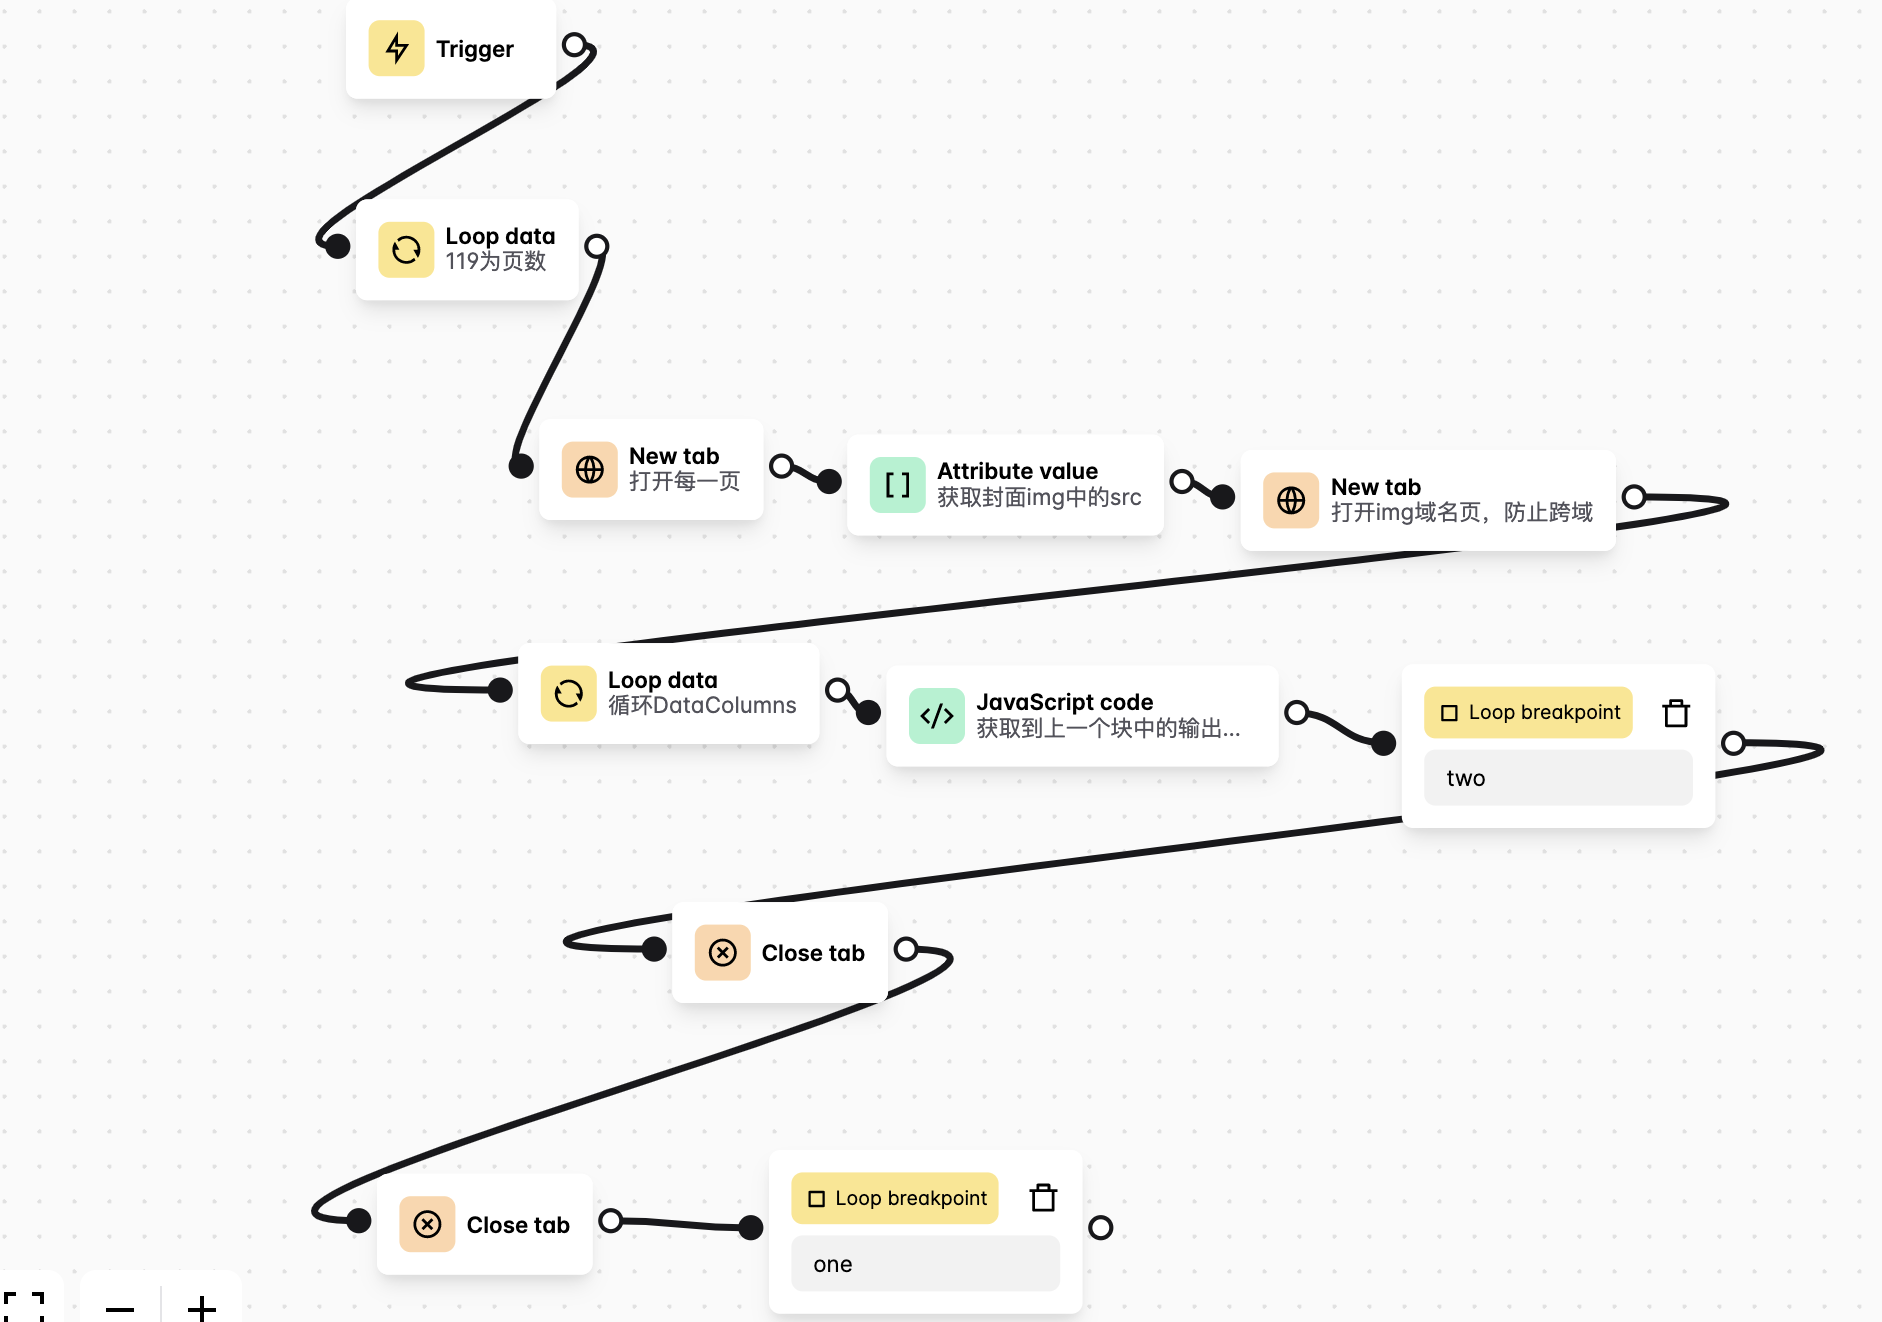 Trigger
Loop data
119为页数
New tab
打开每一页
Attribute value
获取封面img中的src
New tab
打开img域名页，防止跨域
Loop data
循环DataColumns
JavaScript code
获取到上一个块中的输出...
Loop breakpoint
two
Close tab
Close tab
Loop breakpoint
one